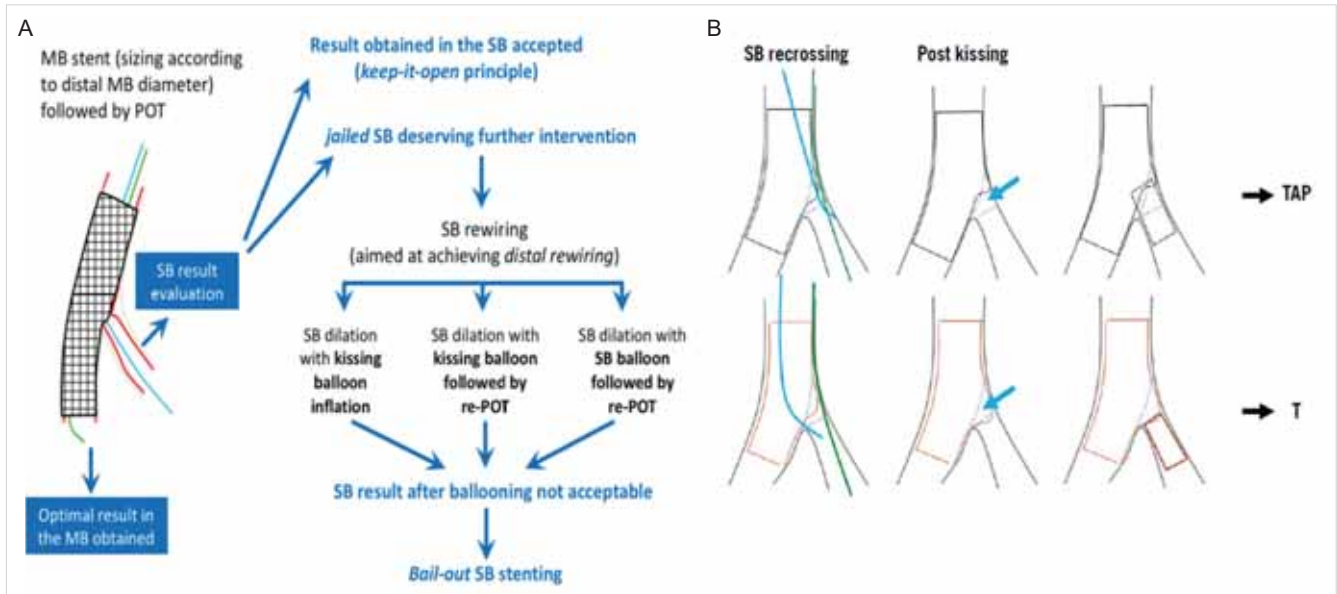 A
MB stent (sizing according
to distal MB diameter)
followed by POT
Result obtained in the SB accepted
(keep-it-open principle)
jailed SB deserving further intervention
SB result
evaluation
SB rewiring
(aimed at achieving distal rewiring)
SB dilation
with kissing
balloon
inflation
SB dilation with
kissing balloon
followed by
re-POT
SB dilation with
SB balloon
followed by
re-POT
SB result after ballooning not acceptable
Optimal result in
the MB obtained
Bail-out SB stenting
B
SB recrossing
Post kissing
TAP
T